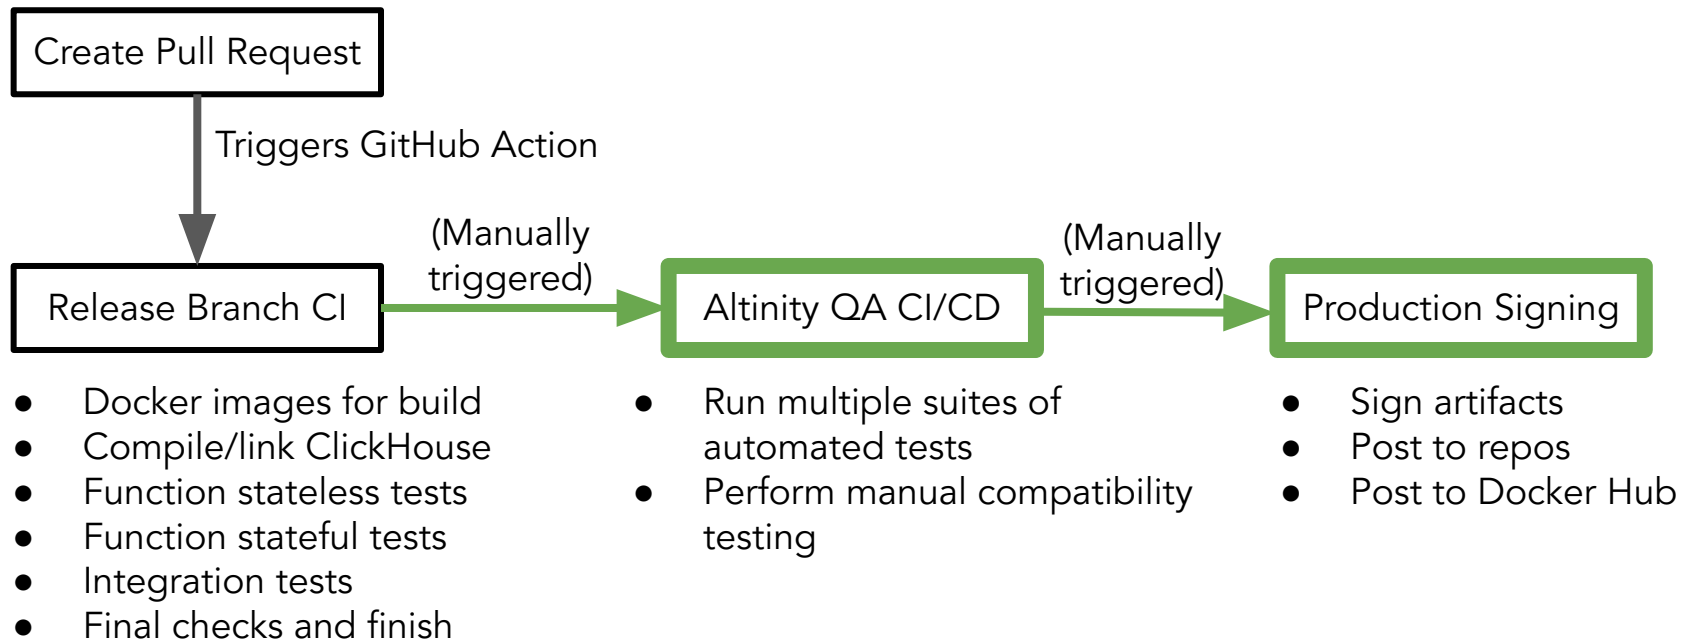 Create Pull Request
Triggers GitHub Action
(Manually
triggered)
(Manually
triggered)
Release Branch CI
Altinity QA CI/CD
Production Signing
● Docker images for build
● Compile/link ClickHouse
● Function stateless tests
● Function stateful tests
● Integration tests
● Final checks and finish
● Run multiple suites of
automated tests
● Perform manual compatibility
testing
● Sign artifacts
● Post to repos
● Post to Docker Hub